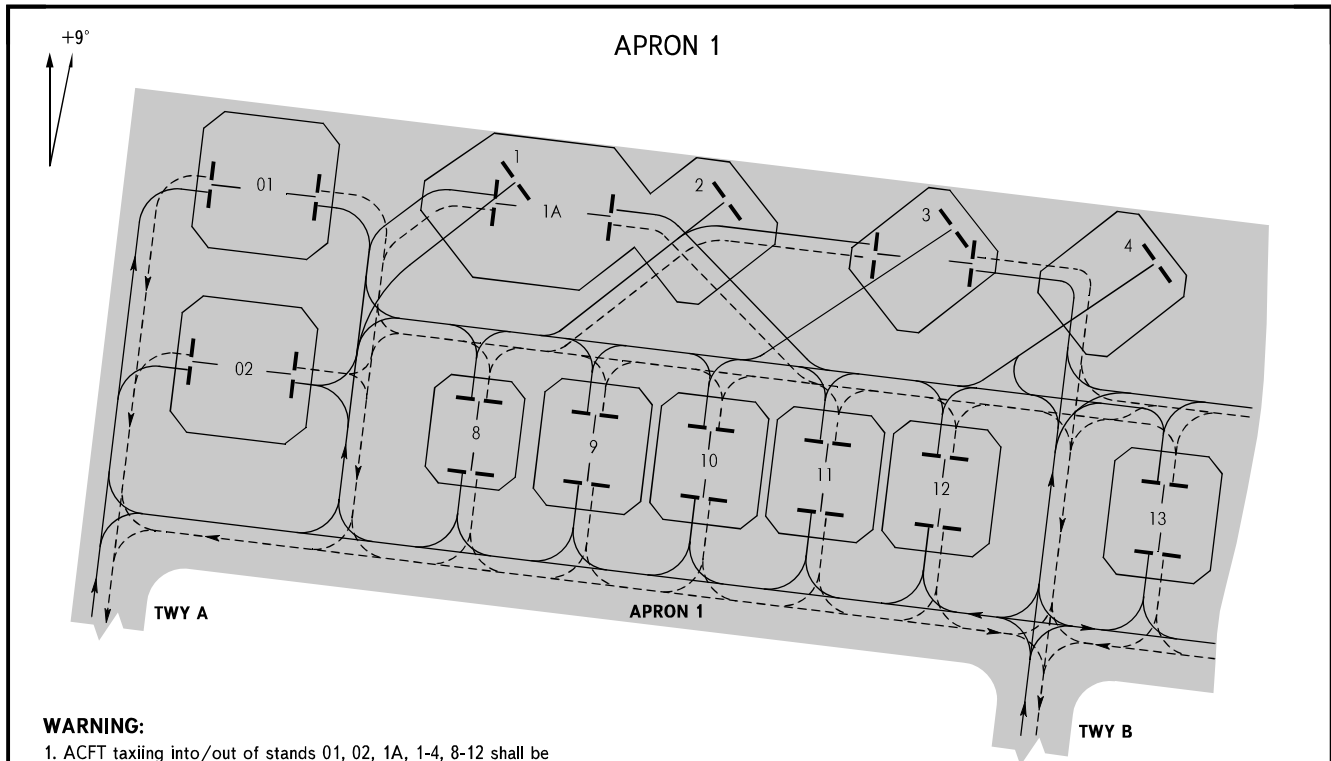 +9°
APRON 1
01
1
1A
2
3
4
02
8
9
10
11
12
13
TWY A
APRON 1
TWY B
WARNING:
1. ACFT taxiing into/out of stands 01, 02, 1A, 1-4, 8-12 shall be